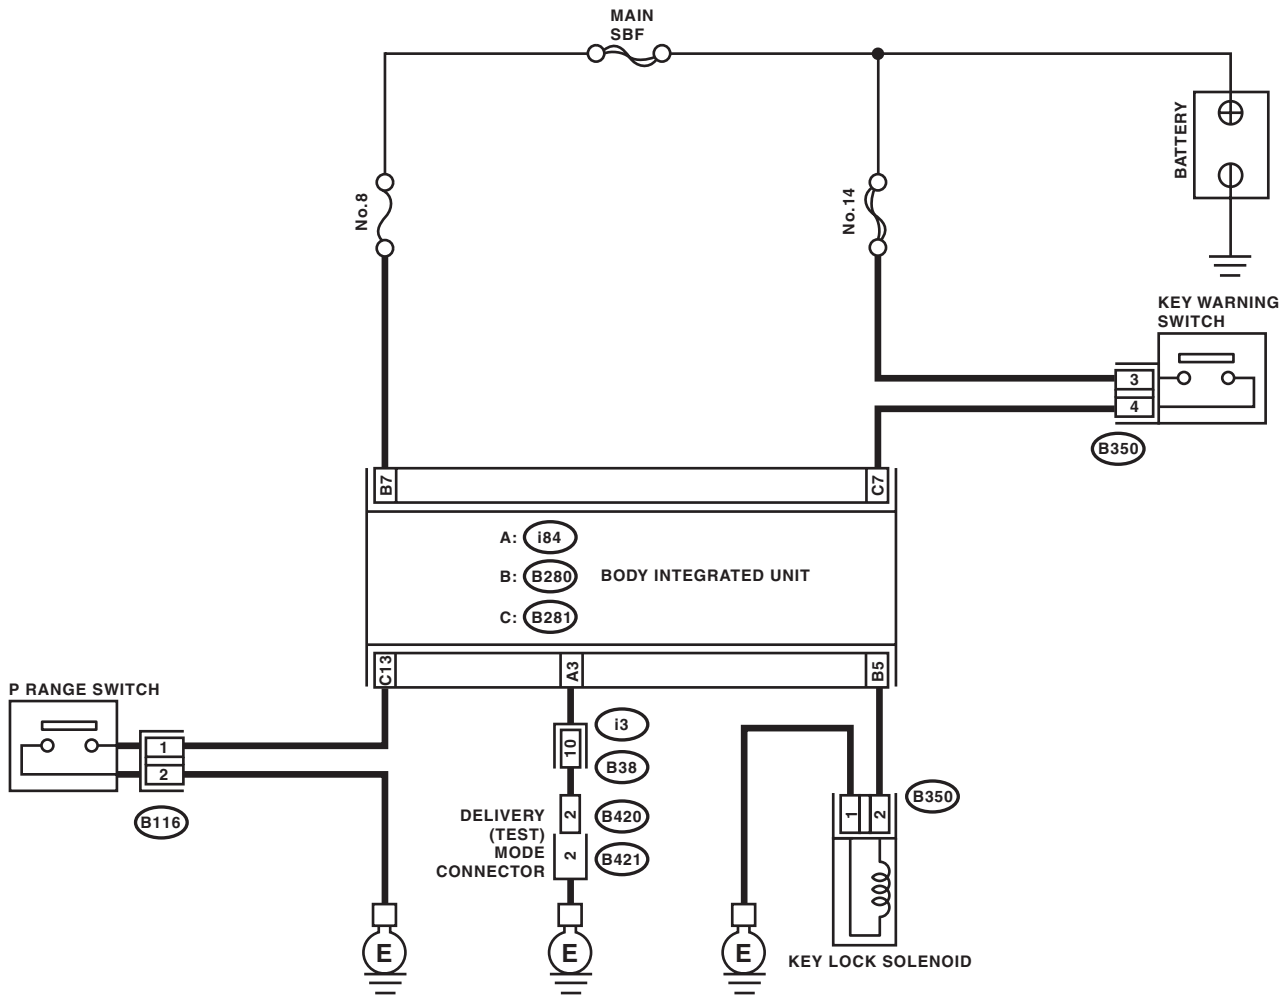 MAIN
SBF
BATTERY
No.8
No.14
KEY WARNING
SWITCH
3
4
B350
B7
C7
A: i84
B: B280
BODY INTEGRATED UNIT
C: B281
C13
A3
B5
P RANGE SWITCH
1
2
B116
10
i3
B38
DELIVERY
(TEST)
MODE
CONNECTOR
2
B420
2
B421
1
2
B350
E
E
E
KEY LOCK SOLENOID